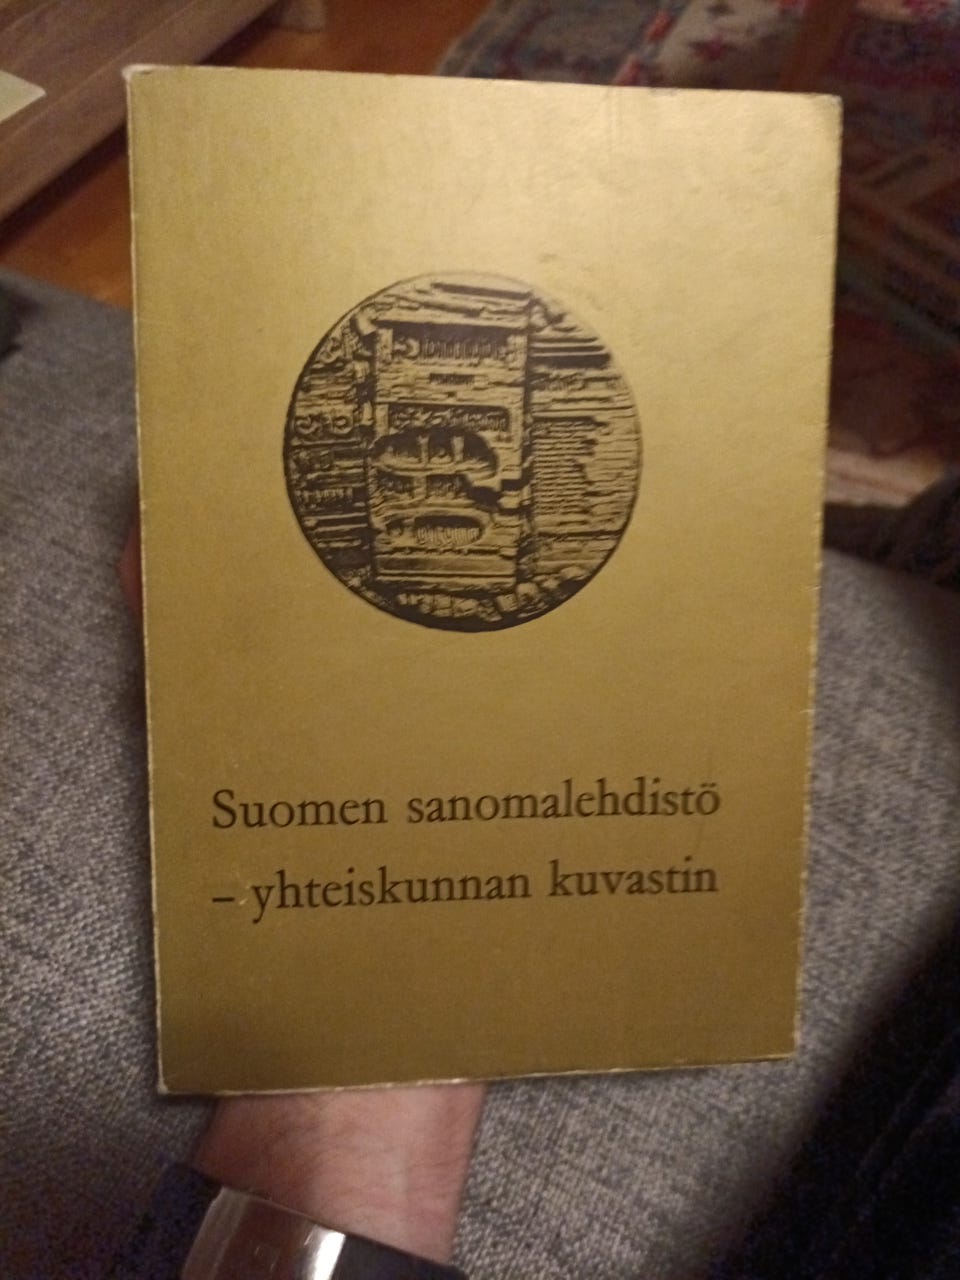 Suomen sanomalehdistö
– yhteiskunnan kuvastin